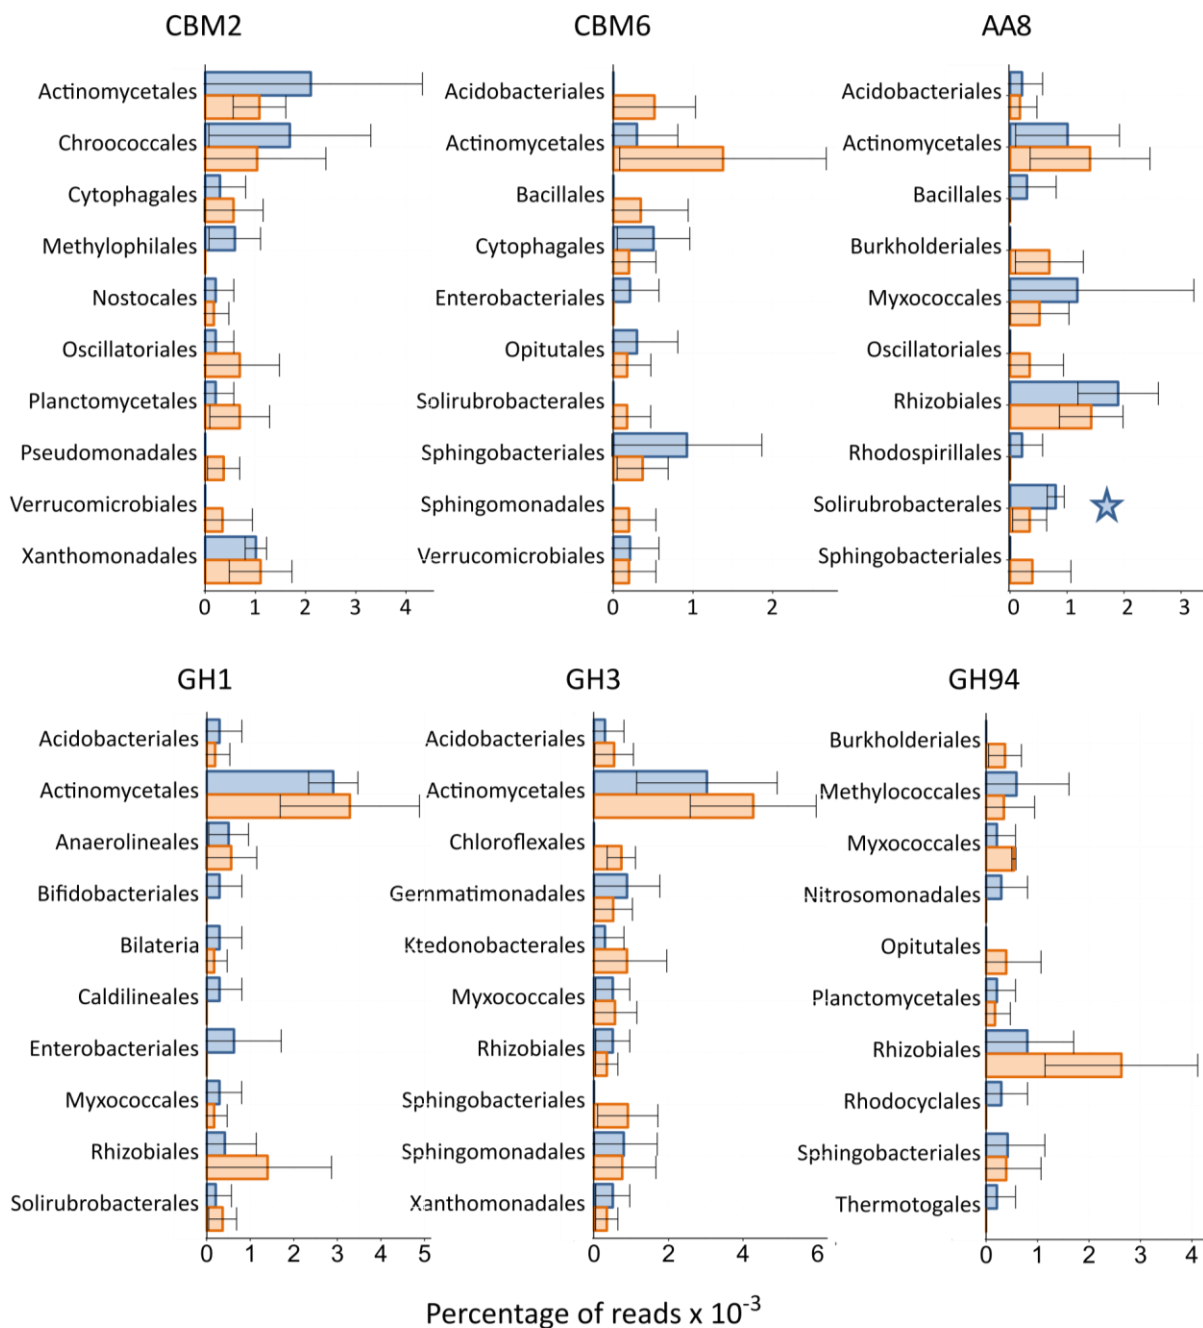 CBM2
CBM6
AA8
Actinomycetales
Chroococcales
Cytophagales
Methylophilales
Nostocales
Oscillatoriales
Planctomycetales
Pseudomonadales
Verrucomicrobiales
Xanthomonadales
0 1 2 3 4
Acidobacteriales
Actinomycetales
Bacillales
Cytophagales
Enterobacteriales
Opitutales
Solirubrobacterales
Sphingobacteriales
Sphingomonadales
Verrucomicrobiales
0 1 2
Acidobacteriales
Actinomycetales
Bacillales
Burkholderiales
Myxococcales
Oscillatoriales
Rhizobiales
Rhodospirillales
Solirubrobacterales
Sphingobacteriales
0 1 2 3
GH1
GH3
GH94
Acidobacteriales
Actinomycetales
Anaerolineales
Bifidobacteriales
Bilateria
Caldilineales
Enterobacteriales
Myxococcales
Rhizobiales
Solirubrobacterales
0 1 2 3 4 5
Acidobacteriales
Actinomycetales
Chloroflexales
Gemmatimonadales
Ktedonobacterales
Myxococcales
Rhizobiales
Sphingobacteriales
Sphingomonadales
Xanthomonadales
0 2 4 6
Burkholderiales
Methylococcales
Myxococcales
Nitrosomonadales
Opitutales
Planctomycetales
Rhizobiales
Rhodocyclales
Sphingobacteriales
Thermotogales
0 1 2 3 4
Percentage of reads x 10⁻³